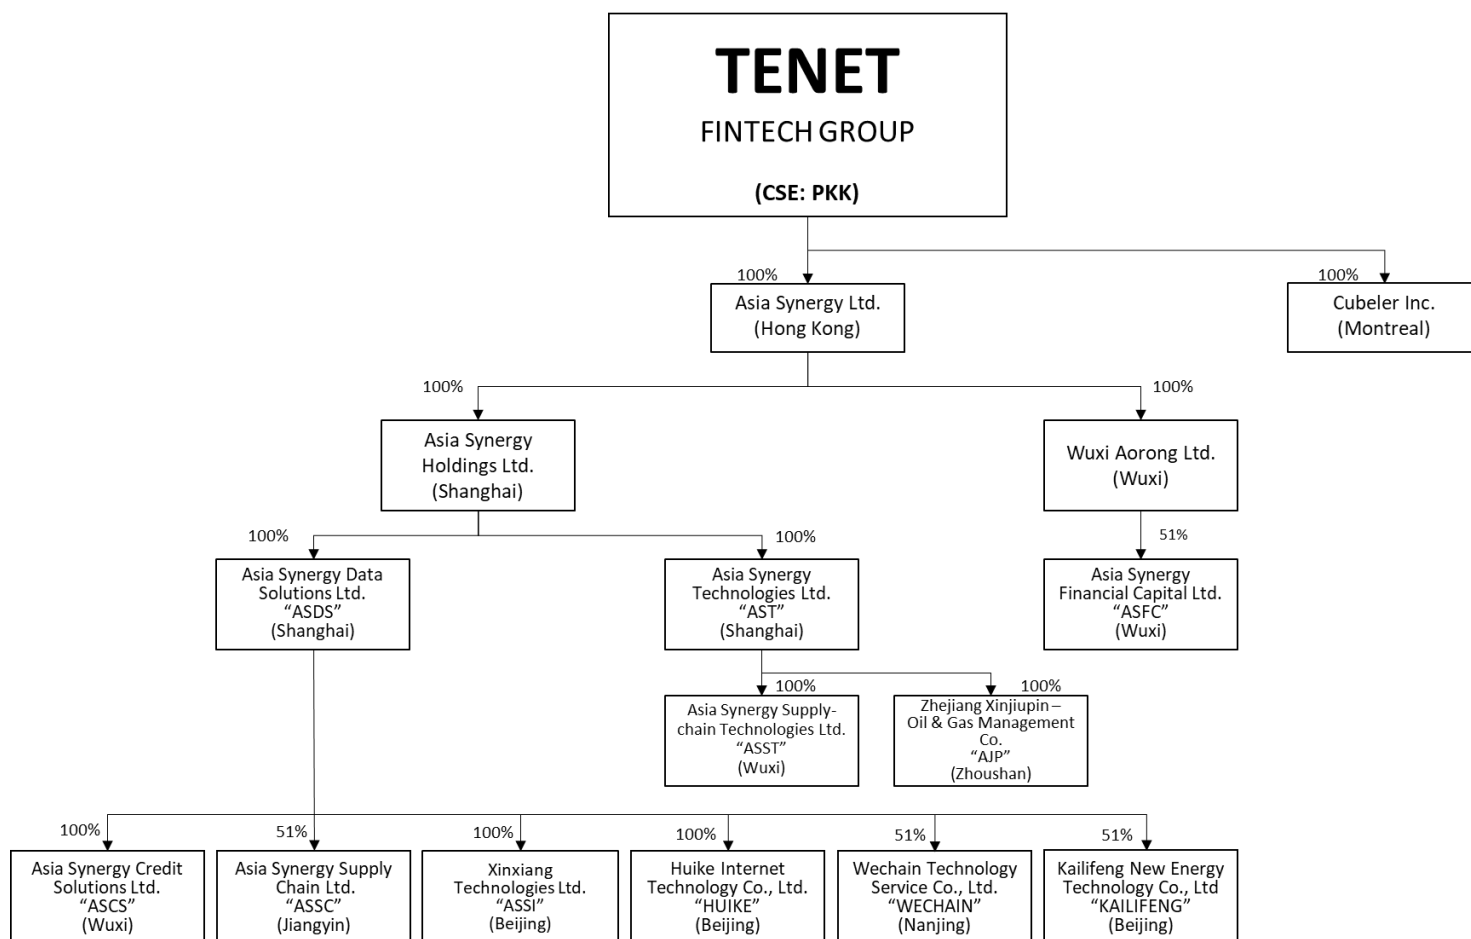 TENET
FINTECH GROUP
(CSE: PKK)
100%
Asia Synergy Ltd.
(Hong Kong)
100%
Cubeler Inc.
(Montreal)
100%
Asia Synergy
Holdings Ltd.
(Shanghai)
100%
Wuxi Aorong Ltd.
(Wuxi)
100%
Asia Synergy Data
Solutions Ltd.
“ASDS”
(Shanghai)
100%
Asia Synergy
Technologies Ltd.
“AST”
(Shanghai)
51%
Asia Synergy
Financial Capital Ltd.
“ASFC”
(Wuxi)
100%
Asia Synergy Supply-
chain Technologies Ltd.
“ASST”
(Wuxi)
100%
Zhejiang Xinjiupin –
Oil & Gas Management
Co.
“AJP”
(Zhoushan)
100%
Asia Synergy Credit
Solutions Ltd.
“ASCS”
(Wuxi)
51%
Asia Synergy Supply
Chain Ltd.
“ASSC”
(Jiangyin)
100%
Xinxiang
Technologies Ltd.
“ASSI”
(Beijing)
100%
Huike Internet
Technology Co., Ltd.
“HUIKE”
(Beijing)
51%
Wechain Technology
Service Co., Ltd.
“WECHAIN”
(Nanjing)
51%
Kailifeng New Energy
Technology Co., Ltd
“KAILIFENG”
(Beijing)